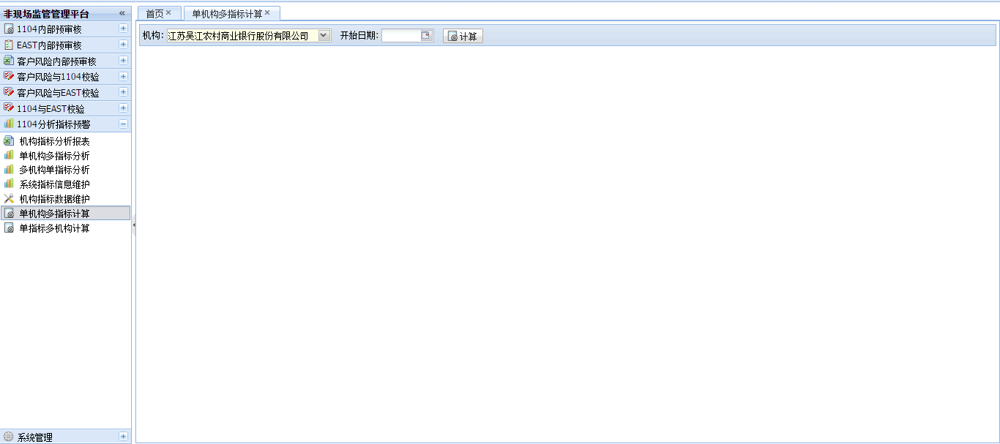 非现场监管管理平台
1104内部预审核
EAST内部预审核
客户风险内部预审核
客户风险与1104校验
客户风险与EAST校验
1104与EAST校验
1104分析指标预警
机构指标分析报表
单机构多指标分析
多机构单指标分析
系统指标信息维护
机构指标数据维护
单机构多指标计算
单指标多机构计算
系统管理
首页 单机构多指标计算
机构: 江苏吴江农村商业银行股份有限公司 开始日期: 计算